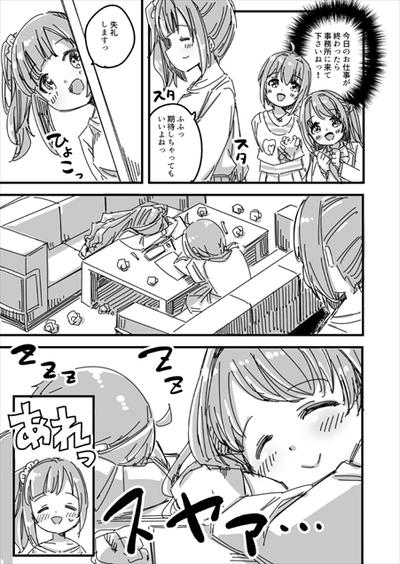 今日のお仕事が
終わったら
事務所に来て
下さいねっ!
スタ
スタ
ふふっ
期待しちゃっても
いいよねっ
失礼
しますっ
ひょこっ
ZZZ
ZZZ
スヤァ…
あれっ